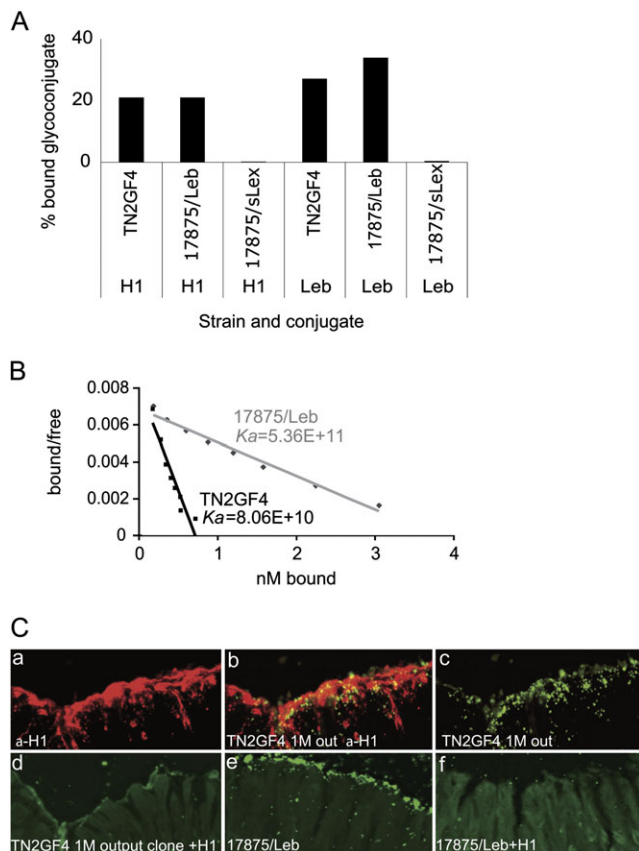 A
% bound glycoconjugate
40
20
0
TN2GF4
17875/Leb
17875/sLex
TN2GF4
17875/Leb
17875/sLex
H1
H1
H1
Leb
Leb
Leb
Strain and conjugate
B
bound/free
0.008
0.006
0.004
0.002
0
17875/Leb
Ka=5.36E+11
TN2GF4
Ka=8.06E+10
0
1
2
3
4
nM bound
C
a
a-H1
b
TN2GF4 1M out a-H1
c
TN2GF4 1M out
d
TN2GF4 1M output clone +H1
e
17875/Leb
f
17875/Leb+H1